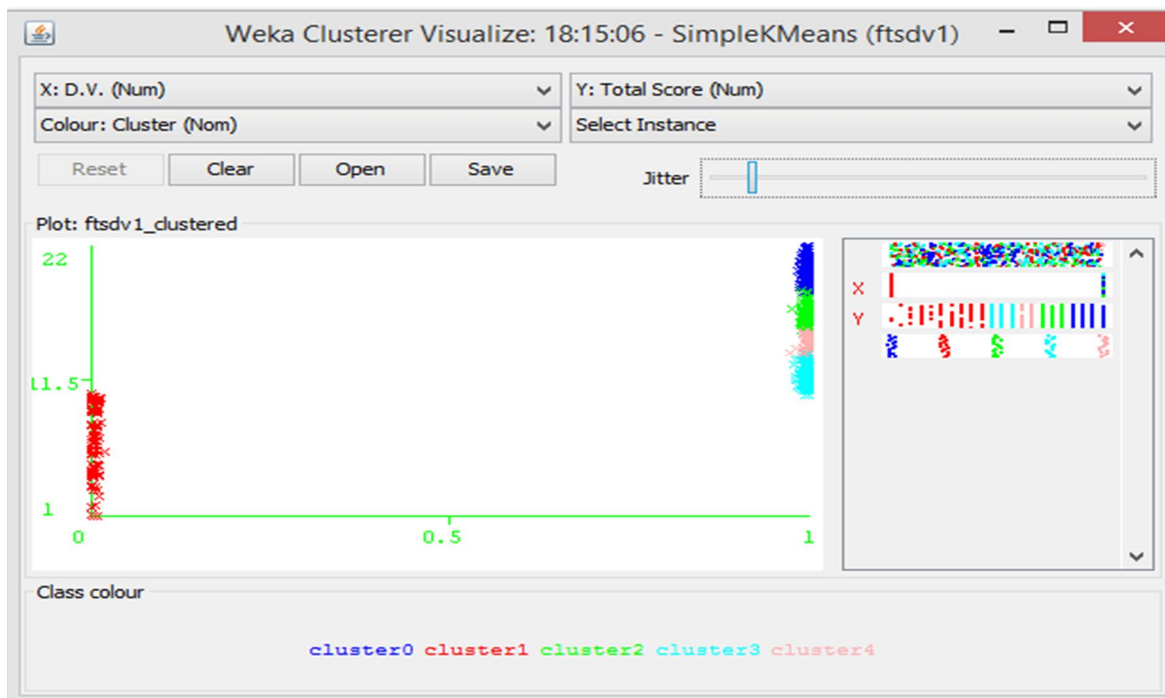 Weka Clusterer Visualize: 18:15:06 - SimpleKMeans (ftsdv1)
X: D.V. (Num)
Y: Total Score (Num)
Colour: Cluster (Nom)
Select Instance
Reset
Clear
Open
Save
Jitter
Plot: ftsdv1_clustered
22
11.5
1
0
0.5
1
X
Y
Class colour
cluster0 cluster1 cluster2 cluster3 cluster4